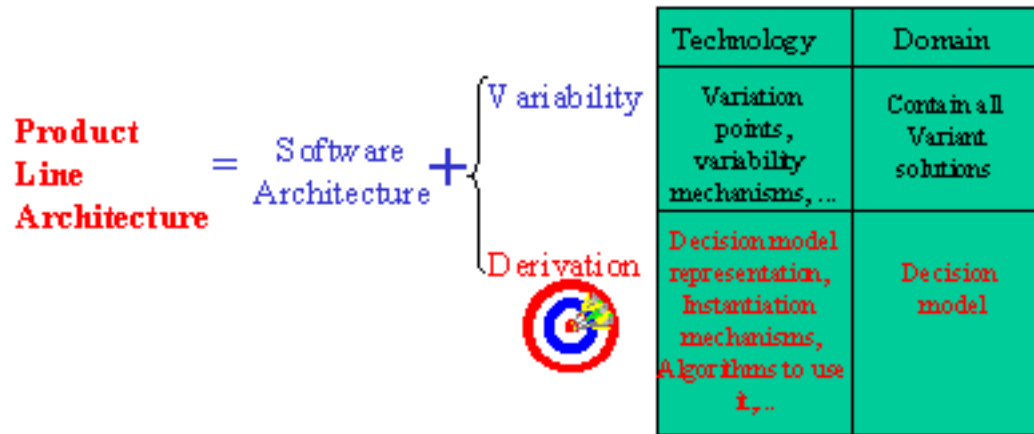 Product
Line
Architecture
=
Software
Architecture
+
Variability
Derivation
Technology
Domain
Variation
points,
variability
mechanisms, ...
Contain all
Variant
solutions
Decision model
representation,
Instantiation
mechanisms,
Algorithms to use
it, ..
Decision
model